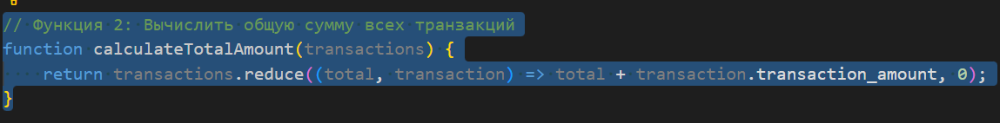 // Функция 2: Вычислить общую сумму всех транзакций
function calculateTotalAmount(transactions) {
    return transactions.reduce((total, transaction) => total + transaction.transaction_amount, 0);
}